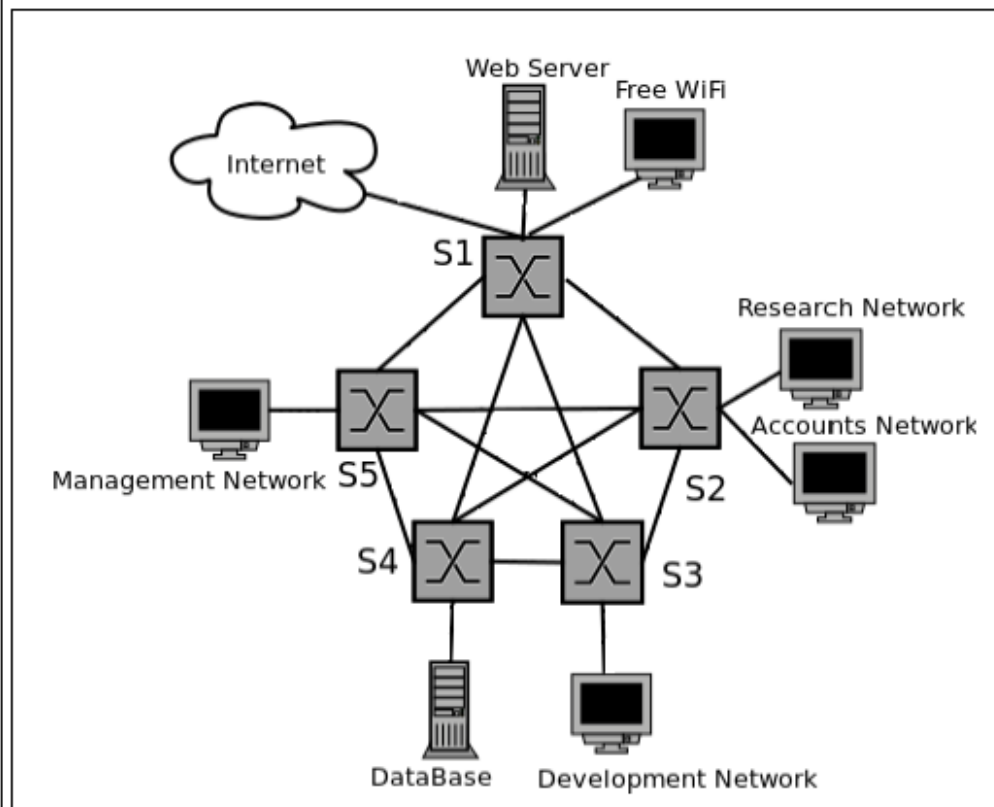 Web Server
Free WiFi
Internet
S1
Research Network
Accounts Network
Management Network
S5
S2
S4
S3
DataBase
Development Network